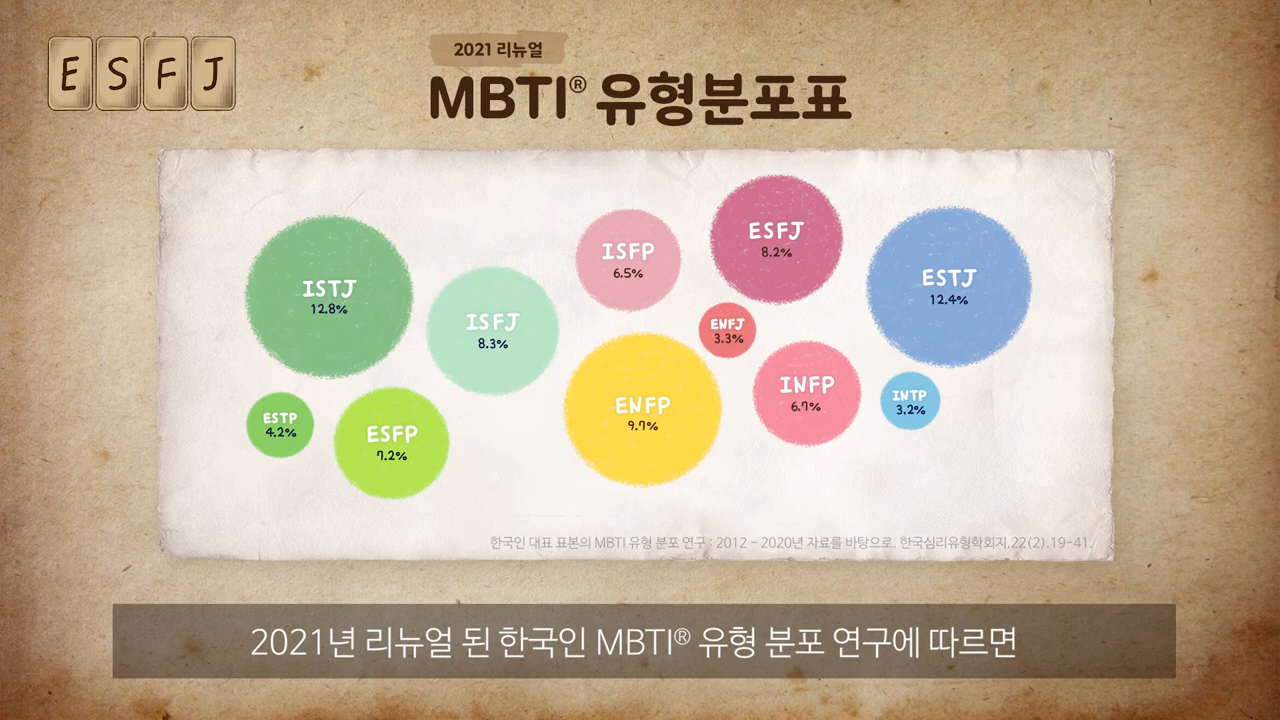 E S F J
2021 리뉴얼
MBTI® 유형분포표
ISTJ
12.8%
ISFJ
8.3%
ISFP
6.5%
ESFJ
8.2%
ESTJ
12.4%
ENFJ
3.3%
ESTP
4.2%
ESFP
7.2%
ENFP
9.7%
INFP
6.7%
INTP
3.2%
한국인 대표 표본의 MBTI 유형 분포 연구 : 2012 - 2020년 자료를 바탕으로. 한국심리유형학회지,22(2).19-41.
2021년 리뉴얼 된 한국인 MBTI® 유형 분포 연구에 따르면